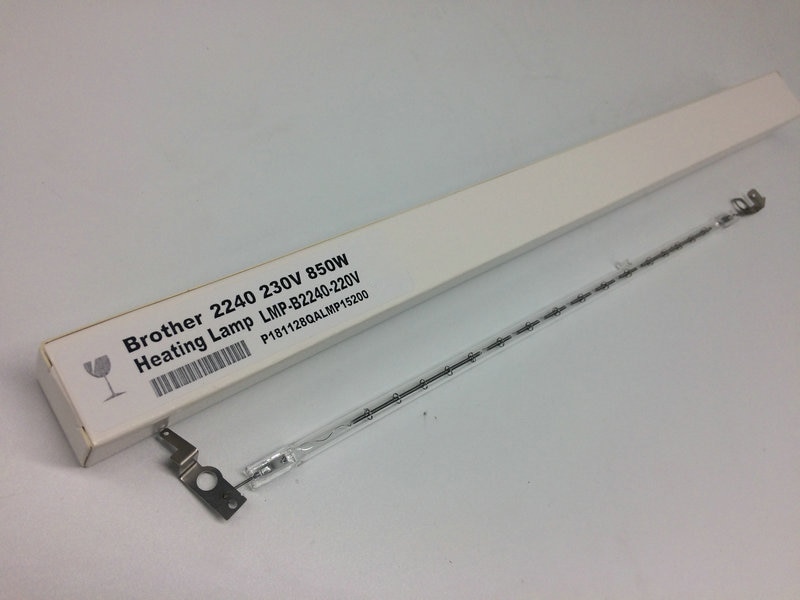 Brother 2240 230V 850W
Heating Lamp LMP-B2240-220V
P181128QALMP15200